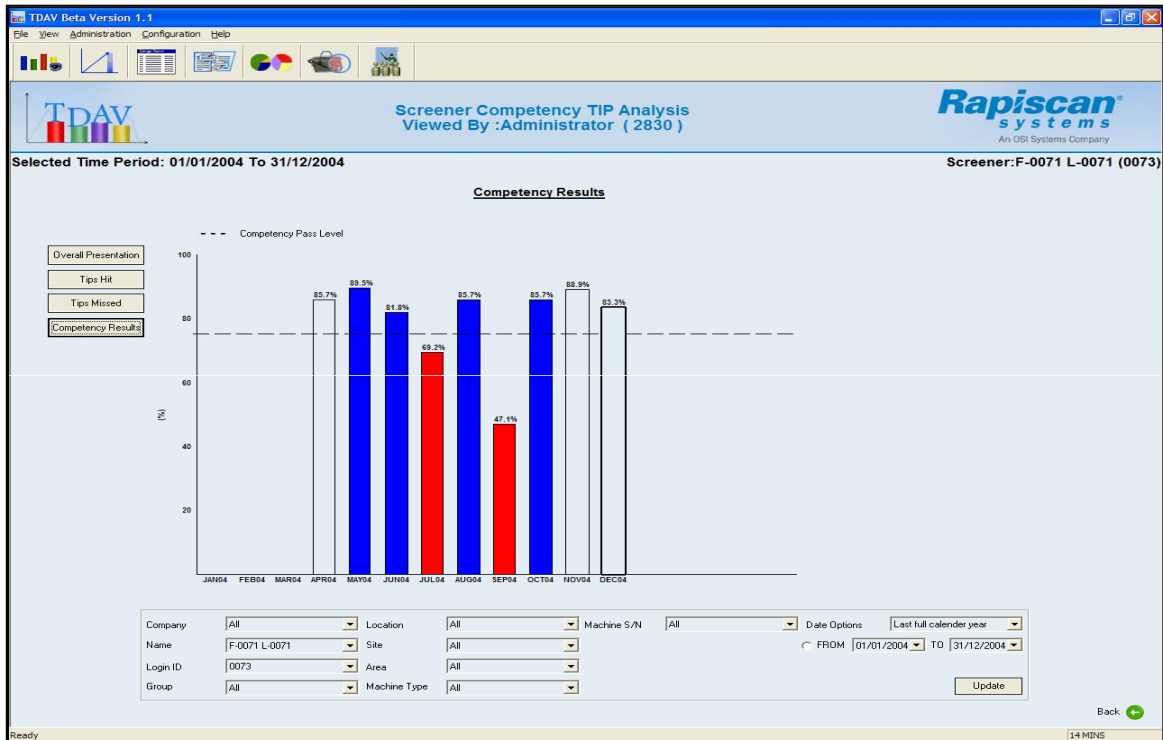 TDAV Beta Version 1.1
File View Administration Configuration Help
TDAV
Screener Competency TIP Analysis
Viewed By :Administrator ( 2830 )
Rapiscan
systems
An OSI Systems Company
Selected Time Period: 01/01/2004 To 31/12/2004
Screener:F-0071 L-0071 (0073)
Competency Results
Competency Pass Level
Overall Presentation
Tips Hit
Tips Missed
Competency Results
100
80
60
40
20
(%)
85.7%
89.5%
81.8%
69.2%
85.7%
47.1%
85.7%
88.9%
83.3%
JAN04 FEB04 MAR04 APR04 MAY04 JUN04 JUL04 AUG04 SEP04 OCT04 NOV04 DEC04
Company All Location All Machine S/N All Date Options Last full calender year
Name F-0071 L-0071 Site All FROM 01/01/2004 TO 31/12/2004
Login ID 0073 Area All
Group All Machine Type All Update
Back
Ready
14 MINS